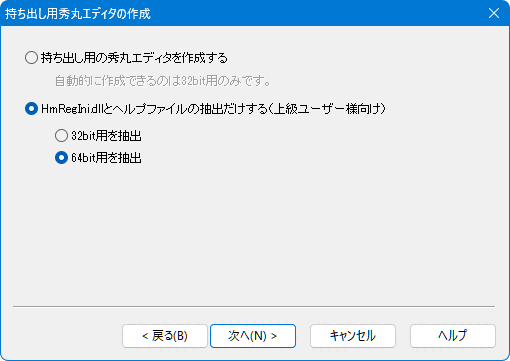 持ち出し用秀丸エディタの作成
持ち出し用の秀丸エディタを作成する
自動的に作成できるのは32bit用のみです。
HmRegIni.dllとヘルプファイルの抽出だけする(上級ユーザー様向け)
32bit用を抽出
64bit用を抽出
< 戻る(B) 次へ(N) > キャンセル ヘルプ